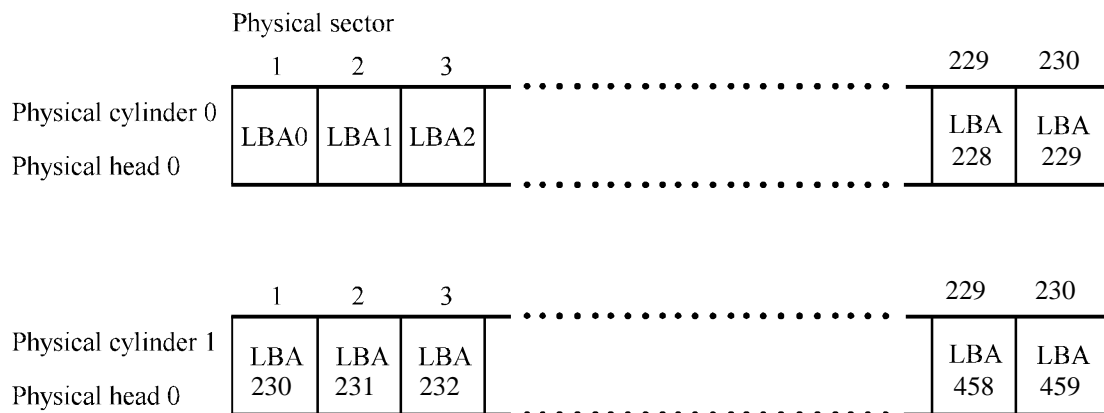 Physical sector
1 2 3 229 230
Physical cylinder 0
Physical head 0
LBA0 LBA1 LBA2 LBA 228 LBA 229
1 2 3 229 230
Physical cylinder 1
Physical head 0
LBA 230 LBA 231 LBA 232 LBA 458 LBA 459